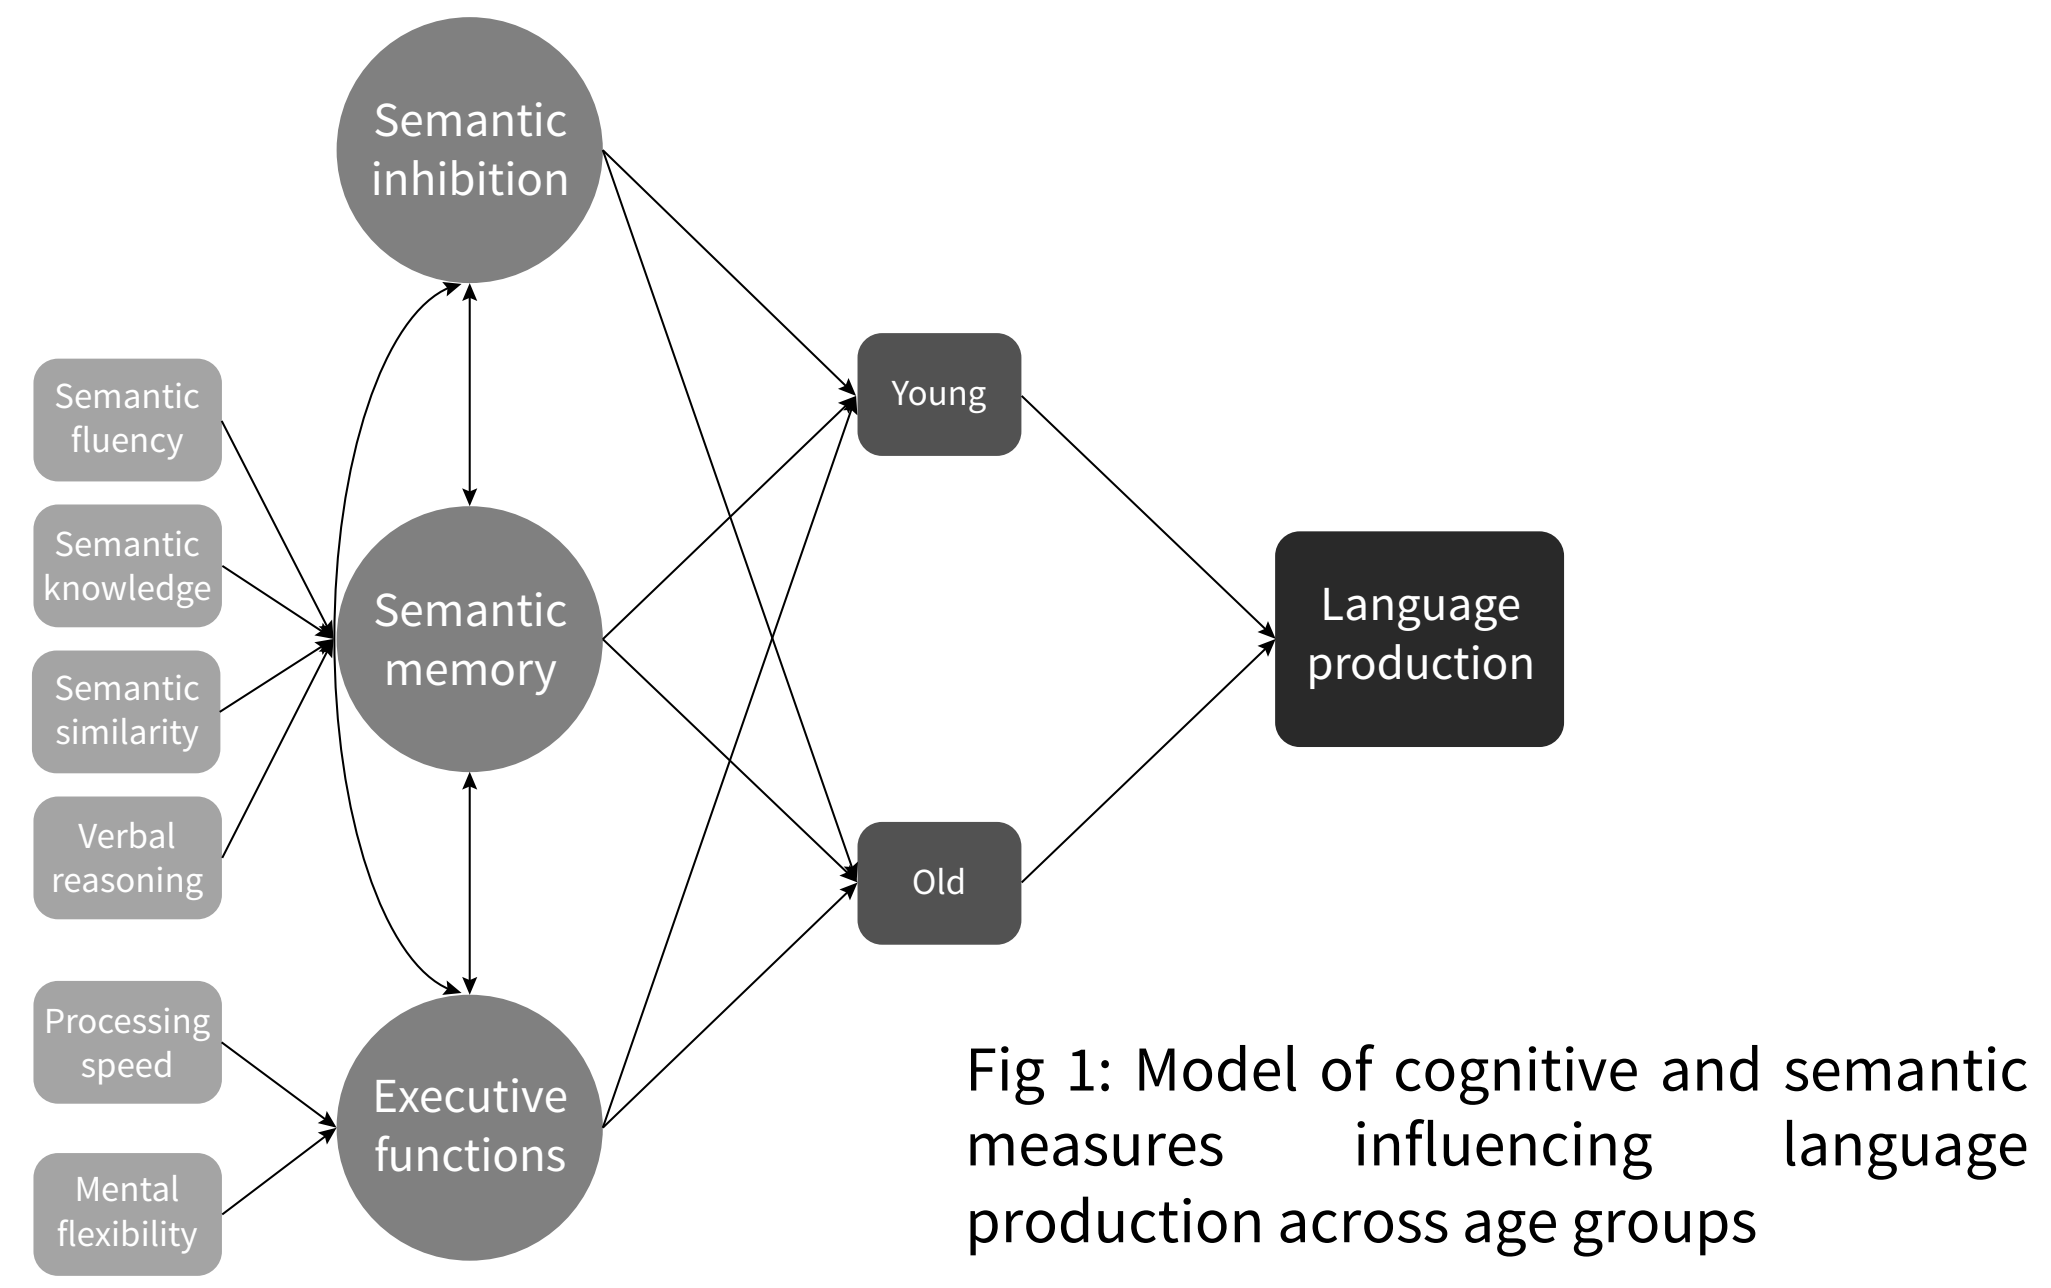 Semantic
inhibition
Semantic
fluency
Semantic
knowledge
Semantic
similarity
Verbal
reasoning
Processing
speed
Mental
flexibility
Semantic
memory
Executive
functions
Young
Old
Language
production
Fig 1: Model of cognitive and semantic
measures influencing language
production across age groups